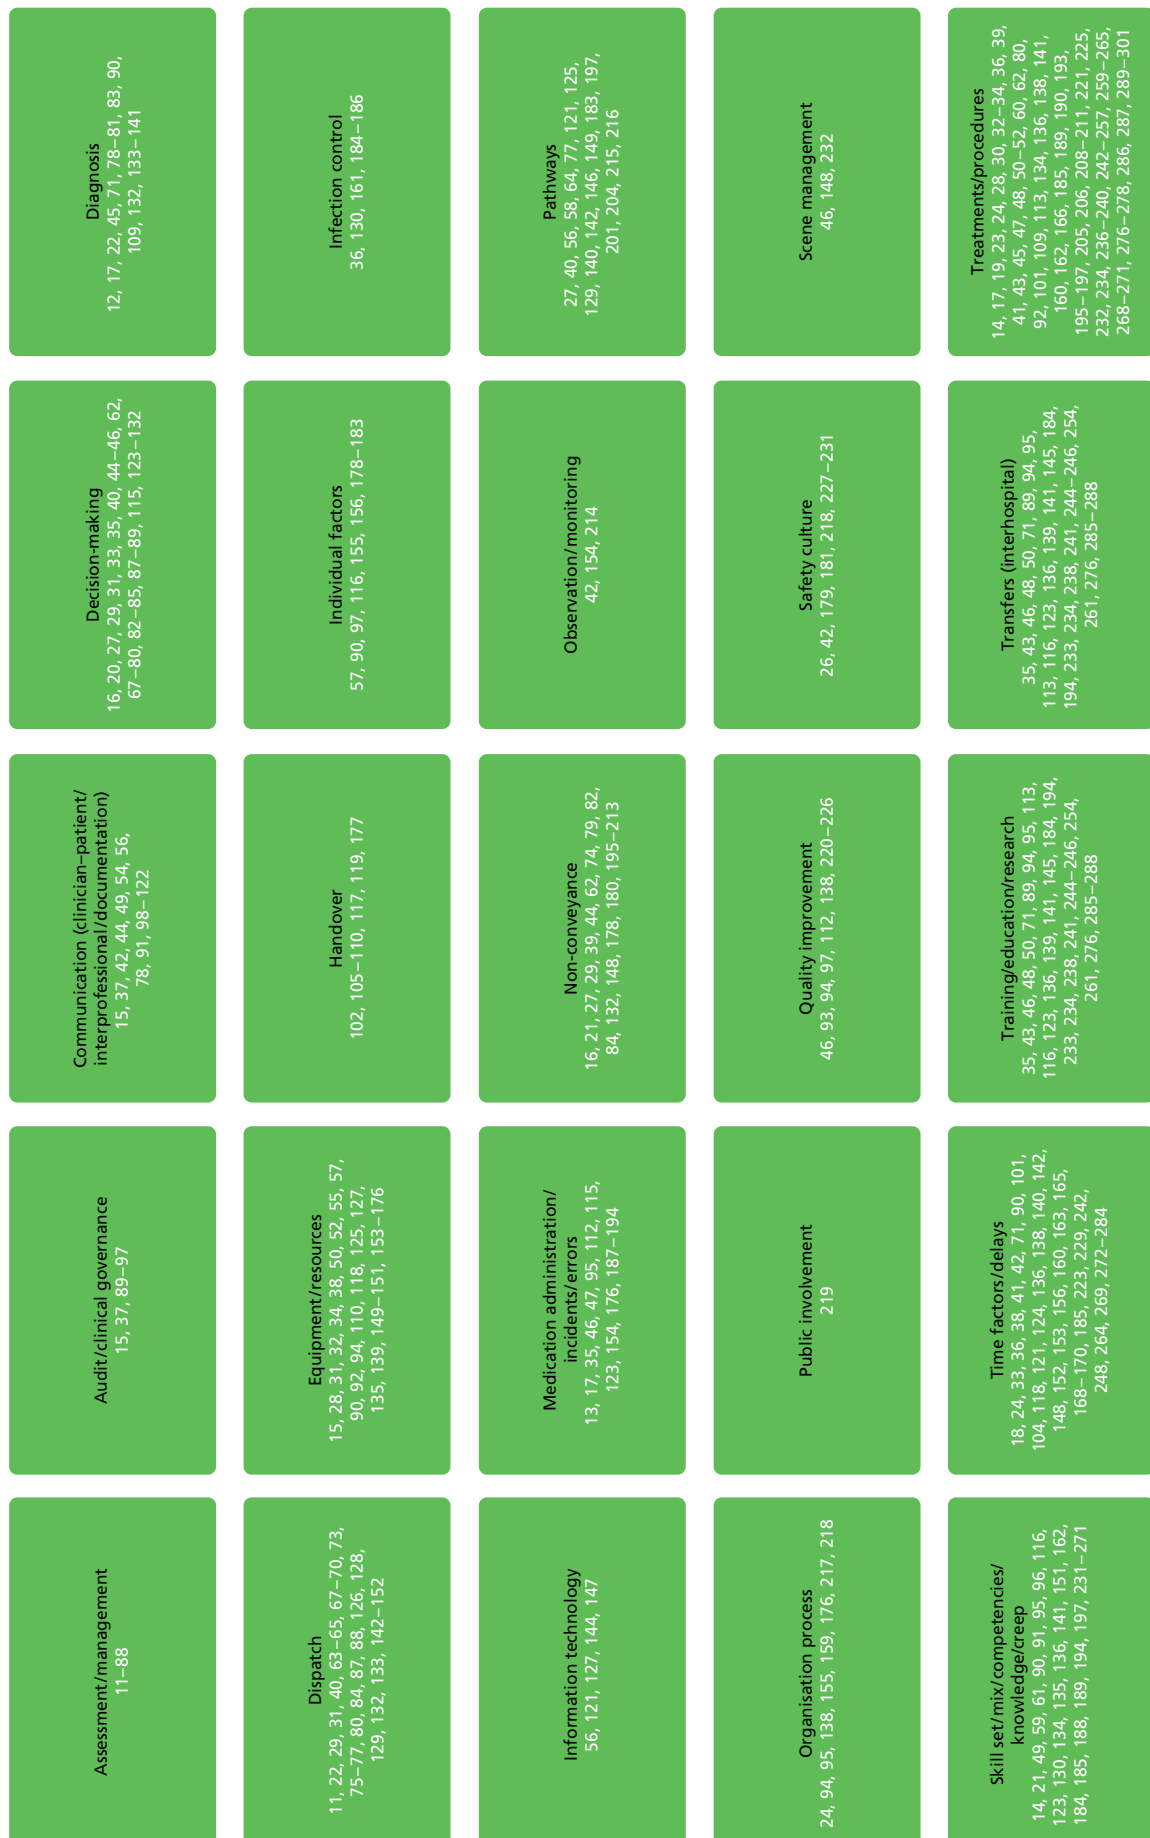 Assessment/management
11–88
Audit/clinical governance
15, 37, 89–97
Communication (clinician–patient/
interprofessional/documentation)
15, 37, 42, 44, 49, 54, 56,
78, 91, 98–122
Decision-making
16, 20, 27, 29, 31, 33, 35, 40, 44–46, 62,
67–80, 82–85, 87–89, 115, 123–132
Diagnosis
12, 17, 22, 45, 71, 78–81, 83, 90,
109, 132, 133–141
Dispatch
11, 22, 29, 31, 40, 63–65, 67–70, 73,
75–77, 80, 84, 87, 88, 126, 128,
129, 132, 133, 142–152
Equipment/resources
15, 28, 31, 32, 34, 38, 50, 52, 55, 57,
90, 92, 94, 110, 118, 125, 127,
135, 139, 149–151, 153–176
Handover
102, 105–110, 117, 119, 177
Individual factors
57, 90, 97, 116, 155, 156, 178–183
Infection control
36, 130, 161, 184–186
Information technology
56, 121, 127, 144, 147
Medication administration/
incidents/errors
13, 17, 35, 46, 47, 95, 112, 115,
123, 154, 176, 187–194
Non-conveyance
16, 21, 27, 29, 39, 44, 62, 74, 79, 82,
84, 132, 148, 178, 180, 195–213
Observation/monitoring
42, 154, 214
Pathways
27, 40, 56, 58, 64, 77, 121, 125,
129, 140, 142, 146, 149, 183, 197,
201, 204, 215, 216
Organisation process
24, 94, 95, 138, 155, 159, 176, 217, 218
Public involvement
219
Quality improvement
46, 93, 94, 97, 112, 138, 220–226
Safety culture
26, 42, 179, 181, 218, 227–231
Scene management
46, 148, 232
Skill set/mix/competencies/
knowledge/creep
14, 21, 49, 59, 61, 90, 91, 95, 96, 116,
123, 130, 134, 135, 136, 141, 151, 162,
184, 185, 188, 189, 194, 197, 231–271
Time factors/delays
18, 24, 33, 36, 38, 41, 42, 71, 90, 101,
104, 118, 121, 124, 136, 138, 140, 142,
148, 152, 153, 156, 160, 163, 165,
168–170, 185, 223, 229, 242,
248, 264, 269, 272–284
Training/education/research
35, 43, 46, 48, 50, 71, 89, 94, 95, 113,
116, 123, 136, 139, 141, 145, 184, 194,
233, 234, 238, 241, 244–246, 254,
261, 276, 285–288
Transfers (interhospital)
35, 43, 46, 48, 50, 71, 89, 94, 95,
113, 116, 123, 136, 139, 141, 145, 184,
194, 233, 234, 238, 241, 244–246, 254,
261, 276, 285–288
Treatments/procedures
14, 17, 19, 23, 24, 28, 30, 32–34, 36, 39,
41, 43, 45, 47, 48, 50–52, 60, 62, 80,
92, 101, 109, 113, 134, 136, 138, 141,
160, 162, 166, 185, 189, 190, 193,
195–197, 205, 206, 208–211, 221, 225,
232, 234, 236–240, 242–257, 259–265,
268–271, 276–278, 286, 287, 289–301